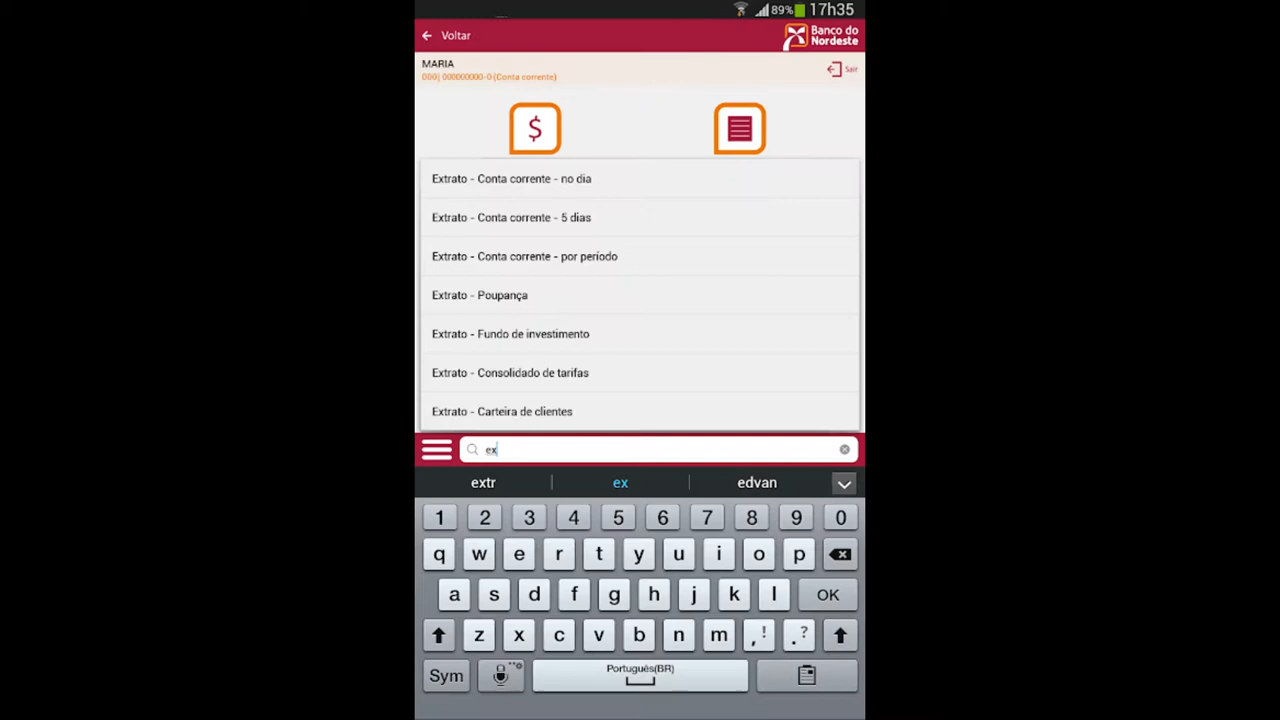 89% 17h35
Voltar
Banco do
Nordeste
MARIA
000| 000000000-0 (Conta corrente)
Sair
$
Extrato - Conta corrente - no dia
Extrato - Conta corrente - 5 dias
Extrato - Conta corrente - por período
Extrato - Poupança
Extrato - Fundo de investimento
Extrato - Consolidado de tarifas
Extrato - Carteira de clientes
ex
extr ex edvan
1 2 3 4 5 6 7 8 9 0
q w e r t y u i o p
a s d f g h j k l OK
z x c v b n m , ! . ?
Sym Português(BR)